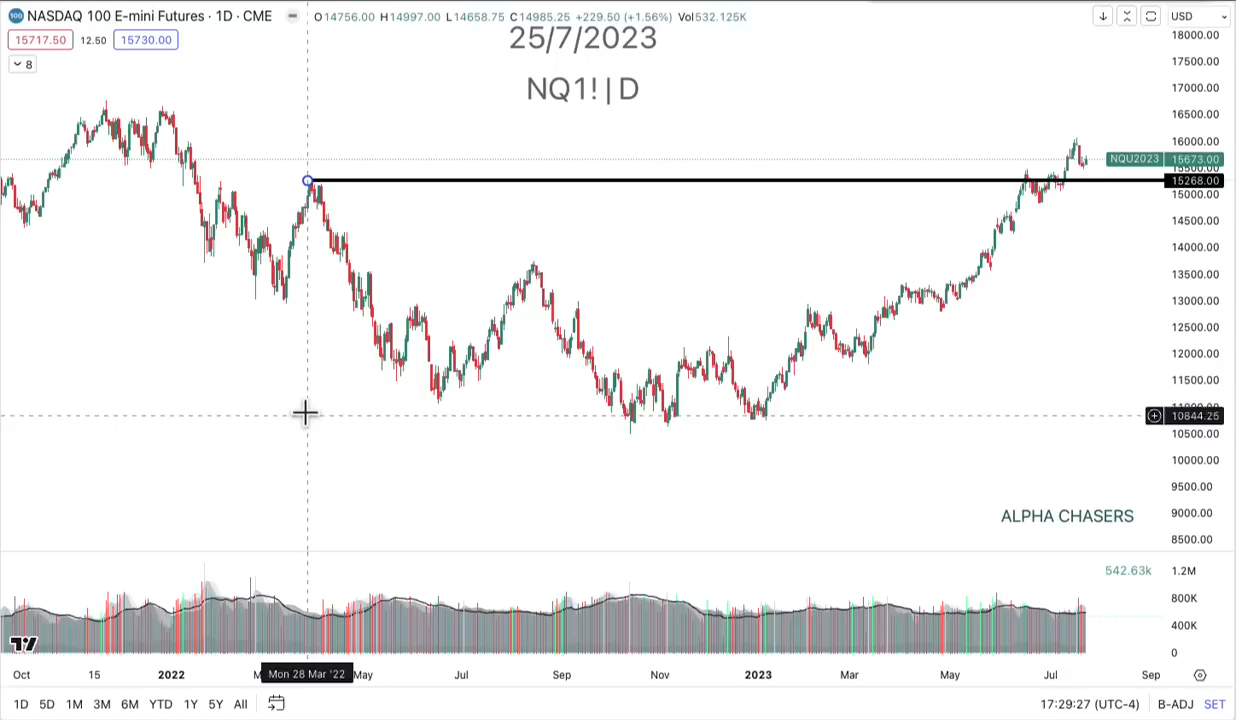 100 NASDAQ 100 E-mini Futures · 1D · CME O14756.00 H14997.00 L14658.75 C14985.25 +229.50 (+1.56%) Vol532.125K USD
15717.50 12.50 15730.00
8
25/7/2023
NQ1! | D
18000.00
17500.00
17000.00
16500.00
16000.00
NQU2023 15673.00
15268.00
15000.00
14500.00
14000.00
13500.00
13000.00
12500.00
12000.00
11500.00
10844.25
10500.00
10000.00
9500.00
9000.00
8500.00
ALPHA CHASERS
542.63k 1.2M
800K
400K
0
Oct 15 2022 Mon 28 Mar '22 May Jul Sep Nov 2023 Mar May Jul Sep
1D 5D 1M 3M 6M YTD 1Y 5Y All 17:29:27 (UTC-4) B-ADJ SET